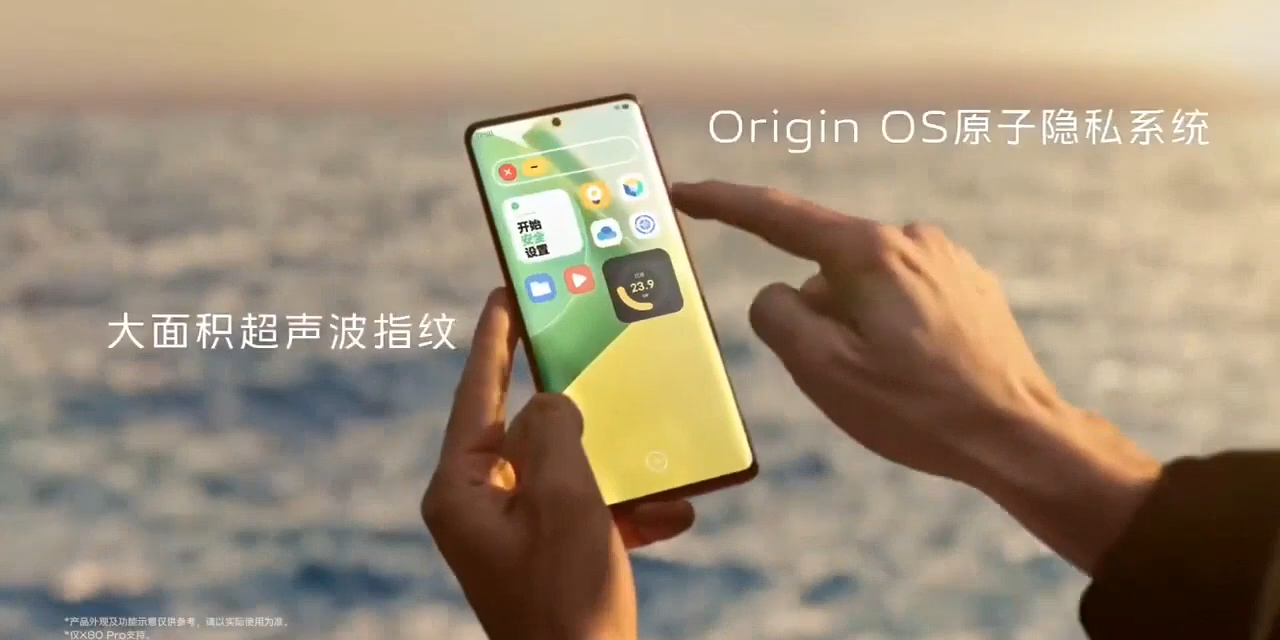 Origin OS原子隐私系统
开始
安全
设置
23.9
大面积超声波指纹
*产品外观及功能示意仅供参考，请以实际使用为准。
*仅X80 Pro支持。